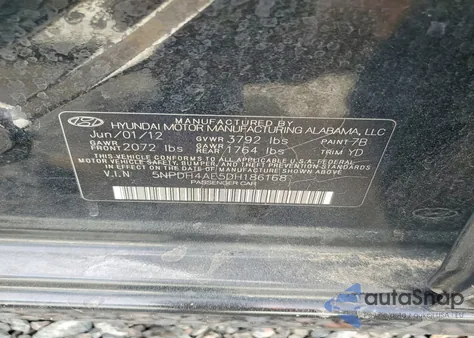 MANUFACTURED BY
HYUNDAI MOTOR MANUFACTURING ALABAMA, LLC
Jun/01/12 GVWR 3792 lbs PAINT 7B
FRONT GAWR 2072 lbs REAR GAWR 1764 lbs TRIM YD
THIS VEHICLE CONFORMS TO ALL APPLICABLE FEDERAL
MOTOR VEHICLE SAFETY, BUMPER, AND THEFT PREVENTION STANDARDS
IN EFFECT ON THE DATE OF MANUFACTURE SHOWN ABOVE.
V.I.N 5NPDH4AE5DH186168
PASSENGER CAR
autoSnap